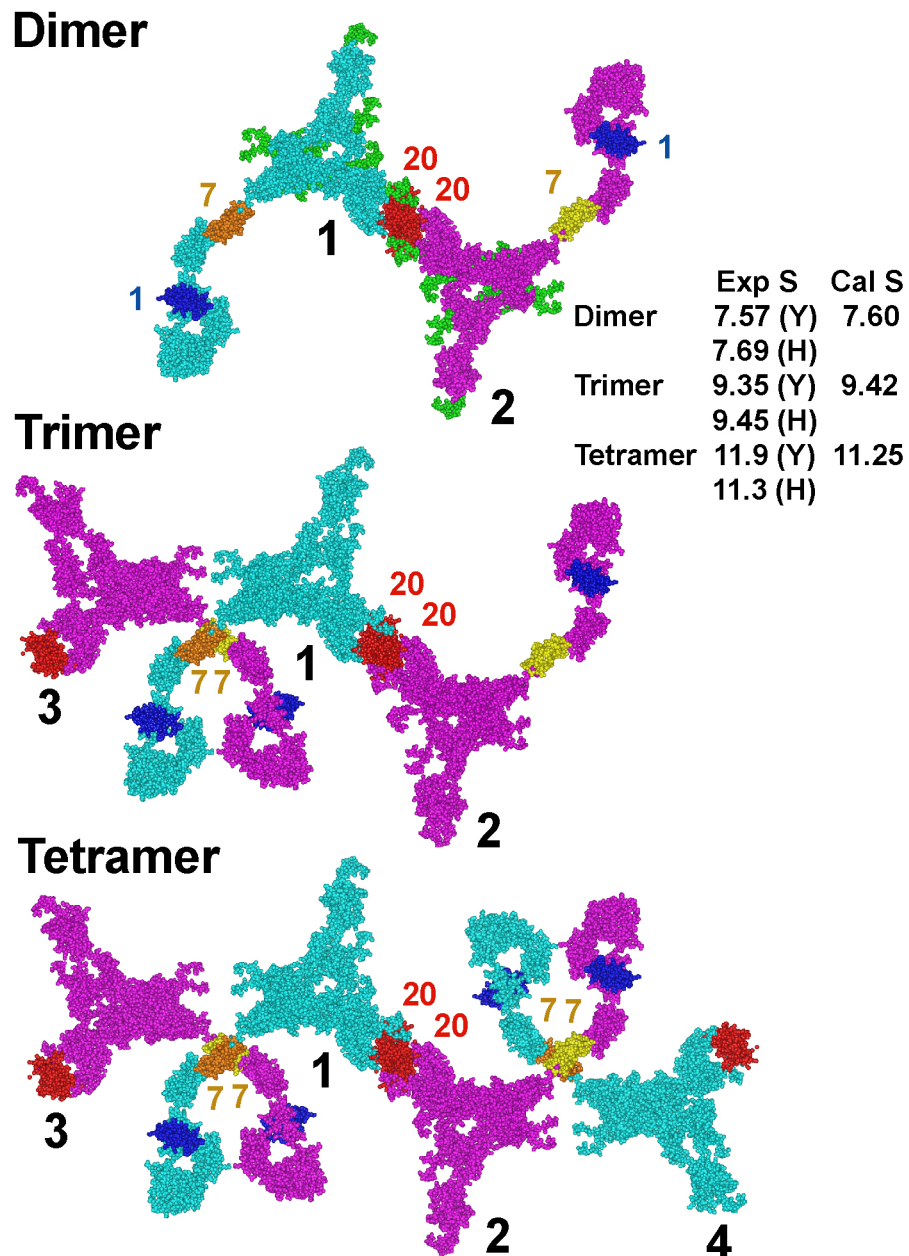 Dimer
20
20
7
7
1
1
1
2
Exp S Cal S
Dimer 7.57 (Y) 7.60
7.69 (H)
Trimer 9.35 (Y) 9.42
9.45 (H)
Tetramer 11.9 (Y) 11.25
11.3 (H)
Trimer
20
20
7 7
1
3
2
Tetramer
20
20
7 7
7 7
1
3
2
4